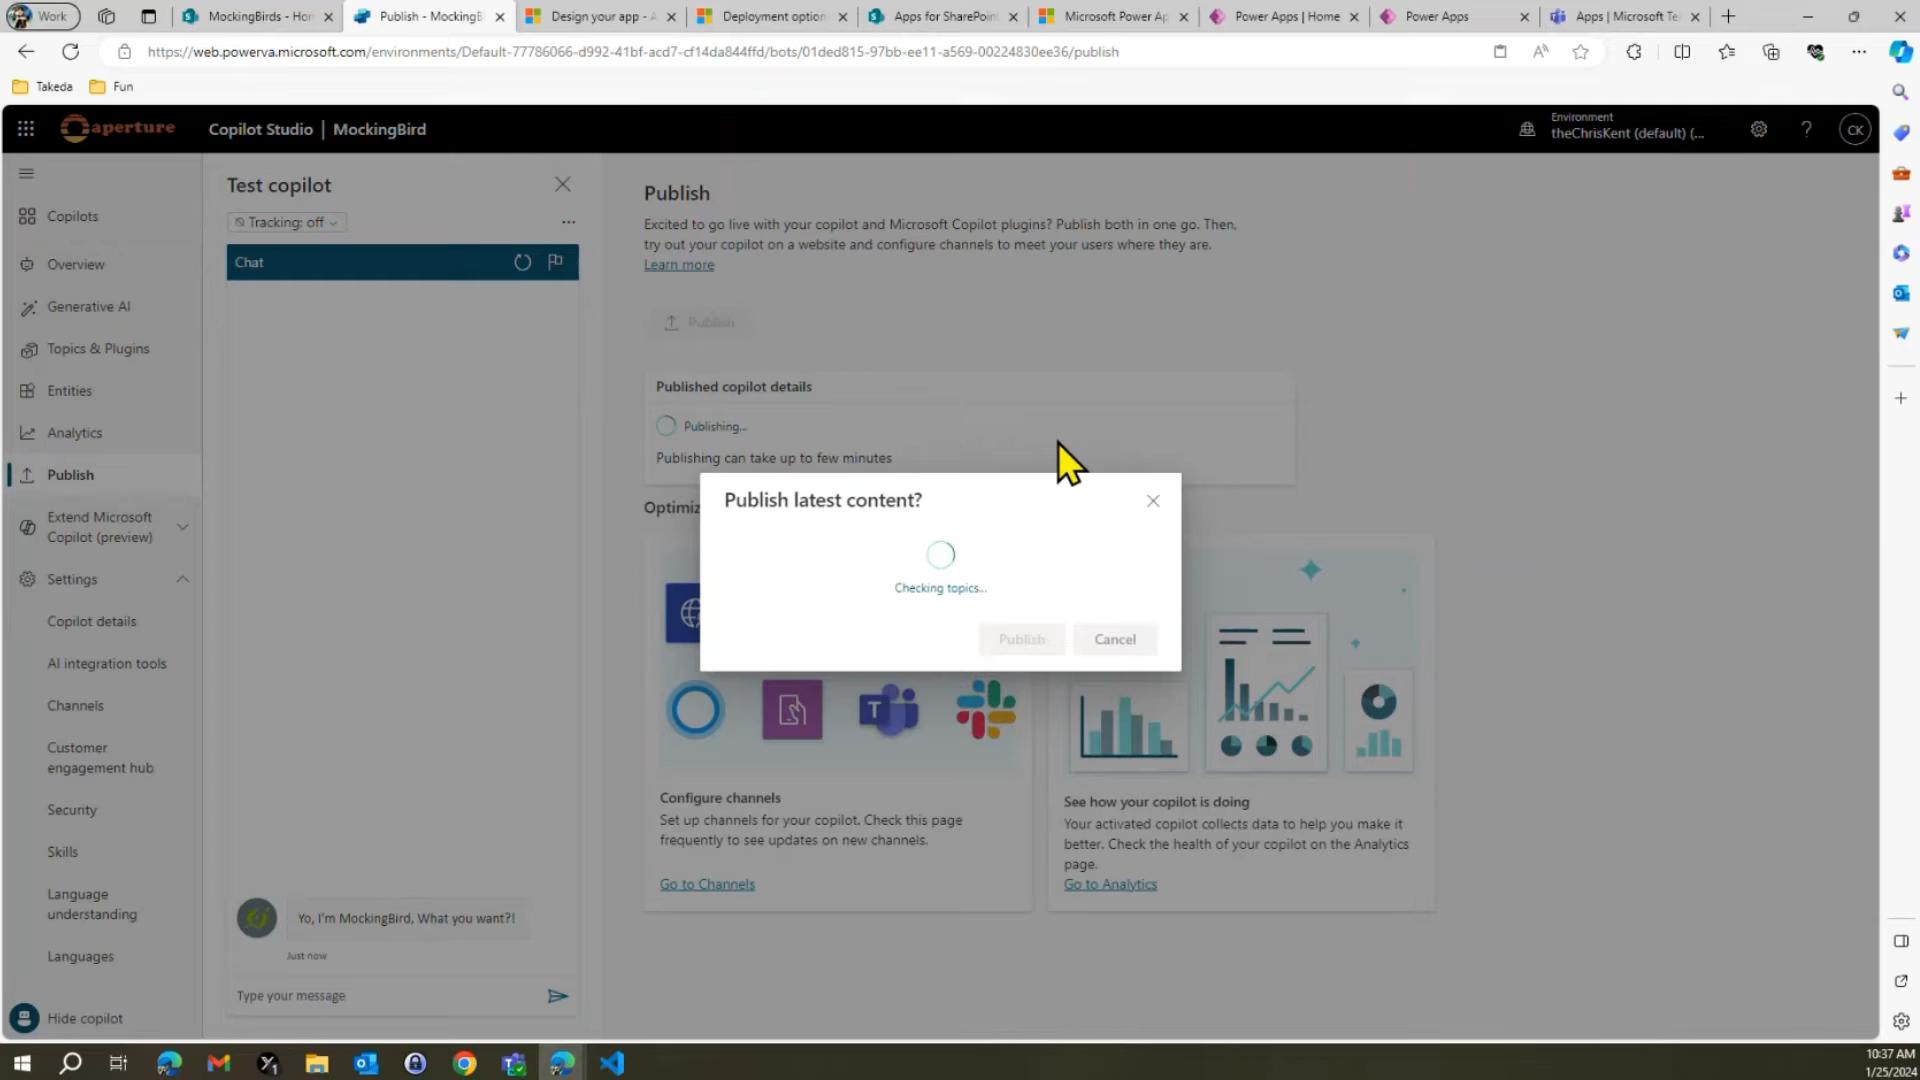 Work
MockingBirds - Hor
Publish - MockingB
Design your app - A
Deployment option
Apps for SharePoin
Microsoft Power Ap
Power Apps | Home
Power Apps
Apps | Microsoft Te
https://web.powerva.microsoft.com/environments/Default-77786066-d992-41bf-acd7-cf14da844ffd/bots/01ded815-97bb-ee11-a569-00224830ee36/publish
Takeda
Fun
aperture
Copilot Studio | MockingBird
Environment
theChrisKent (default) (...
?
CK
Copilots
Overview
Generative AI
Topics & Plugins
Entities
Analytics
Publish
Extend Microsoft
Copilot (preview)
Settings
Copilot details
AI integration tools
Channels
Customer
engagement hub
Security
Skills
Language
understanding
Languages
Hide copilot
Test copilot
Tracking: off
Chat
Yo, I'm MockingBird, What you want?!
Just now
Type your message
Publish
Excited to go live with your copilot and Microsoft Copilot plugins? Publish both in one go. Then,
try out your copilot on a website and configure channels to meet your users where they are.
Learn more
Publish
Published copilot details
Publishing...
Publishing can take up to few minutes
Optimiz
Publish latest content?
Checking topics...
Publish
Cancel
Configure channels
Set up channels for your copilot. Check this page
frequently to see updates on new channels.
Go to Channels
See how your copilot is doing
Your activated copilot collects data to help you make it
better. Check the health of your copilot on the Analytics
page.
Go to Analytics
10:37 AM
1/25/2024